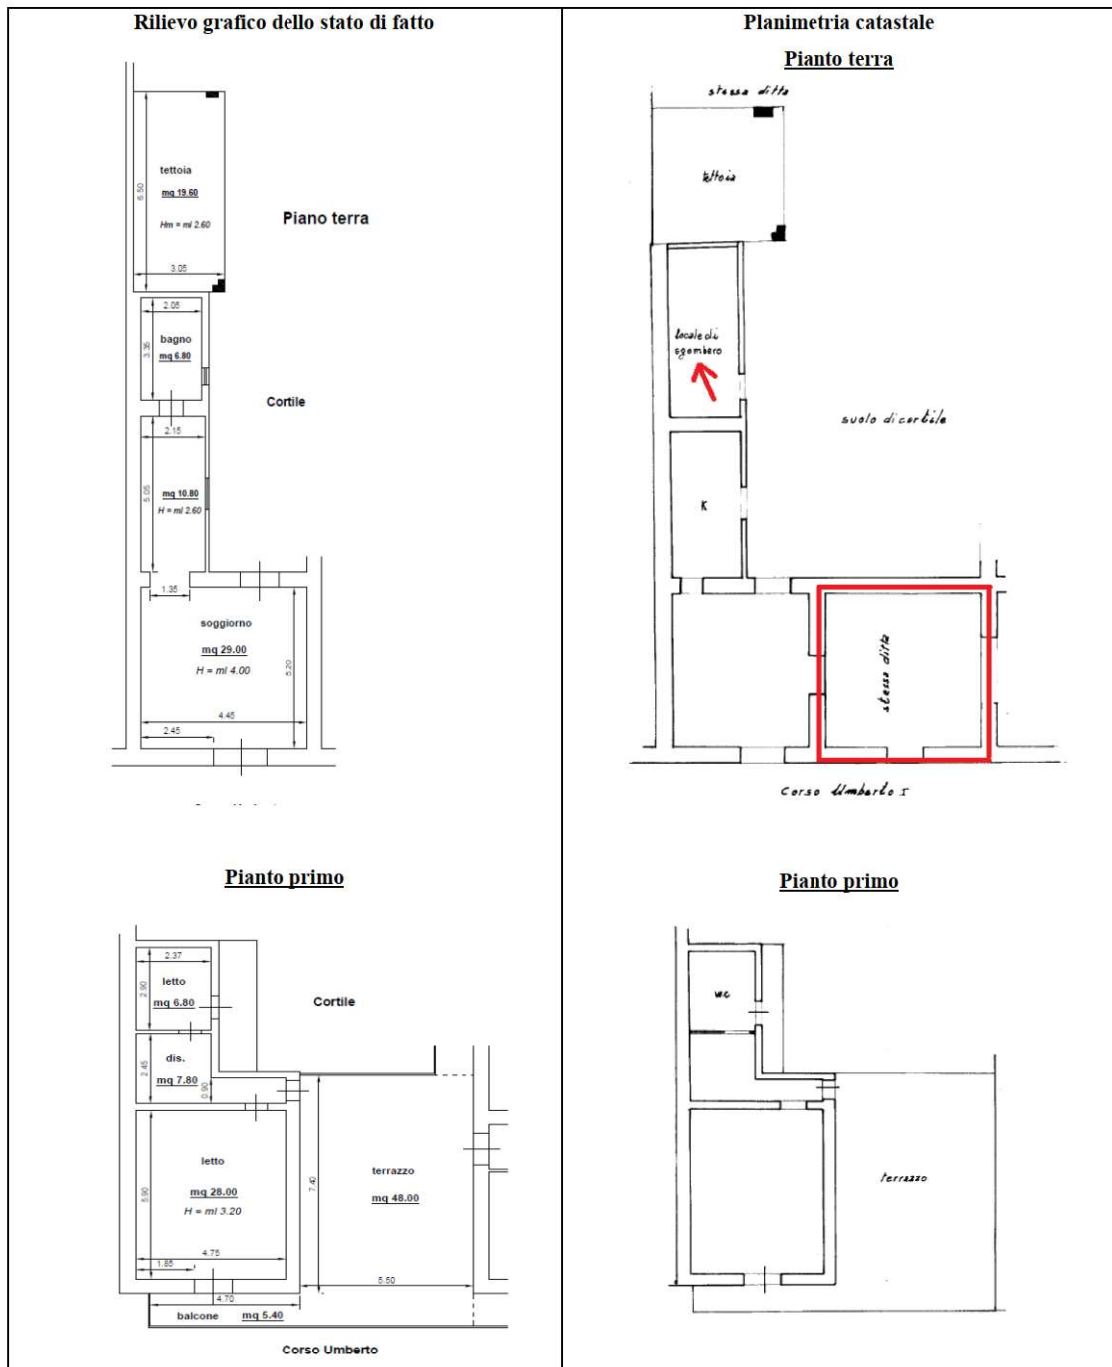 Rilievo grafico dello stato di fatto
tettoia
mq 19.60
Hm = ml 2.60
6.50
3.05
Piano terra
2.05
bagno
3.35
mq 6.80
Cortile
2.15
5.05
mq 10.80
H = ml 2.60
1.35
soggiorno
mq 29.00
H = ml 4.00
5.20
4.45
2.45
Pianto primo
2.37
letto
2.90
mq 6.80
Cortile
dis.
2.45
mq 7.80
0.90
letto
mq 28.00
H = ml 3.20
5.90
4.75
1.85
terrazzo
mq 48.00
7.40
5.50
4.70
balcone mq 5.40
Corso Umberto
Planimetria catastale
Pianto terra
stessa ditta
tettoia
locale di
sgombero
suolo di cortile
K
stessa ditta
Corso Umberto I
Pianto primo
wc
terrazzo